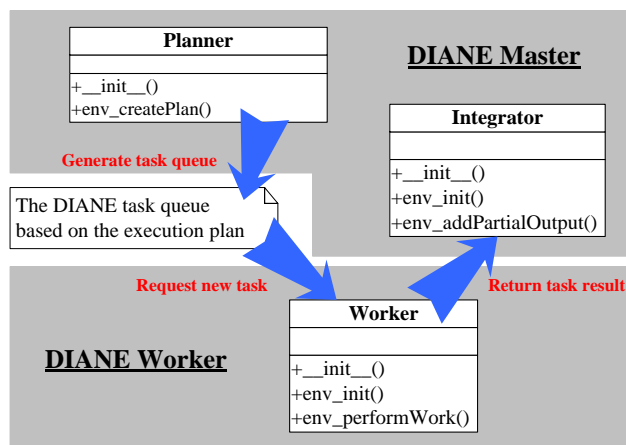 Planner
+__init__()
+env_createPlan()
DIANE Master
Integrator
+__init__()
+env_init()
+env_addPartialOutput()
Generate task queue
The DIANE task queue
based on the execution plan
Request new task
Return task result
Worker
+__init__()
+env_init()
+env_performWork()
DIANE Worker